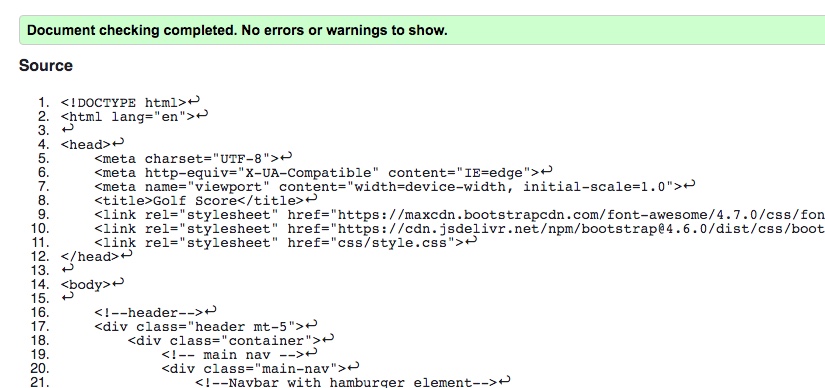 Document checking completed. No errors or warnings to show.
Source
1. <!DOCTYPE html>↩
2. <html lang="en">↩
3. ↩
4. <head>↩
5.     <meta charset="UTF-8">↩
6.     <meta http-equiv="X-UA-Compatible" content="IE=edge">↩
7.     <meta name="viewport" content="width=device-width, initial-scale=1.0">↩
8.     <title>Golf Score</title>↩
9.     <link rel="stylesheet" href="https://maxcdn.bootstrapcdn.com/font-awesome/4.7.0/css/fon
10.     <link rel="stylesheet" href="https://cdn.jsdelivr.net/npm/bootstrap@4.6.0/dist/css/boot
11.     <link rel="stylesheet" href="css/style.css">↩
12. </head>↩
13. ↩
14. <body>↩
15. ↩
16.     <!--header-->↩
17.     <div class="header mt-5">↩
18.         <div class="container">↩
19.             <!-- main nav -->↩
20.             <div class="main-nav">↩
21.                 <!--Navbar with hamburger element-->↩